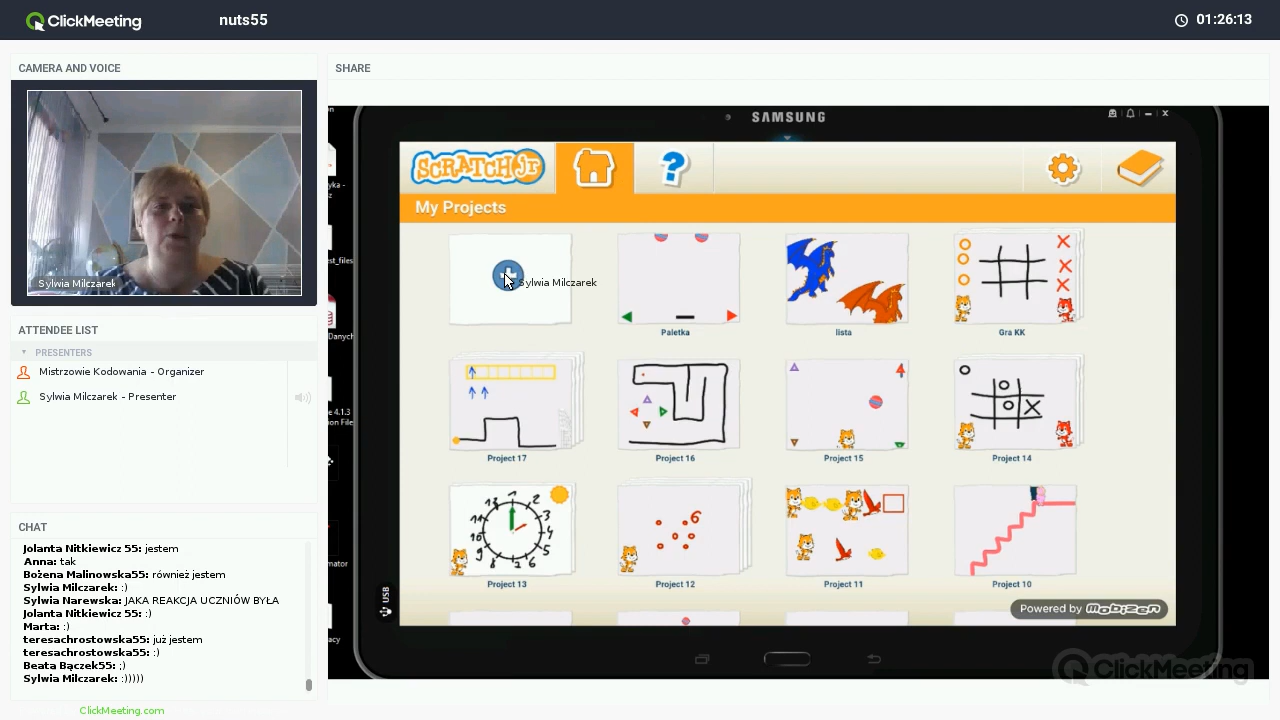 ClickMeeting
nuts55
01:26:13
CAMERA AND VOICE
Sylwia Milczarek
ATTENDEE LIST
PRESENTERS
Mistrzowie Kodowania - Organizer
Sylwia Milczarek - Presenter
CHAT
Jolanta Nitkiewicz 55: jestem
Anna: tak
Bożena Malinowska55: również jestem
Sylwia Milczarek: :)
Sylwia Narewska: JAKA REAKCJA UCZNIÓW BYŁA
Jolanta Nitkiewicz 55: :)
Marta: :)
teresachrostowska55: już jestem
teresachrostowska55: :)
Beata Bączek55: ;)
Sylwia Milczarek: :)))))
ClickMeeting.com
SHARE
SAMSUNG
SCRATCH Jr
?
My Projects
Sylwia Milczarek
Paletka
lista
Gra KK
Project 17
Project 16
Project 15
Project 14
Project 13
Project 12
Project 11
Project 10
6
USB
Powered by Mobizen
ClickMeeting